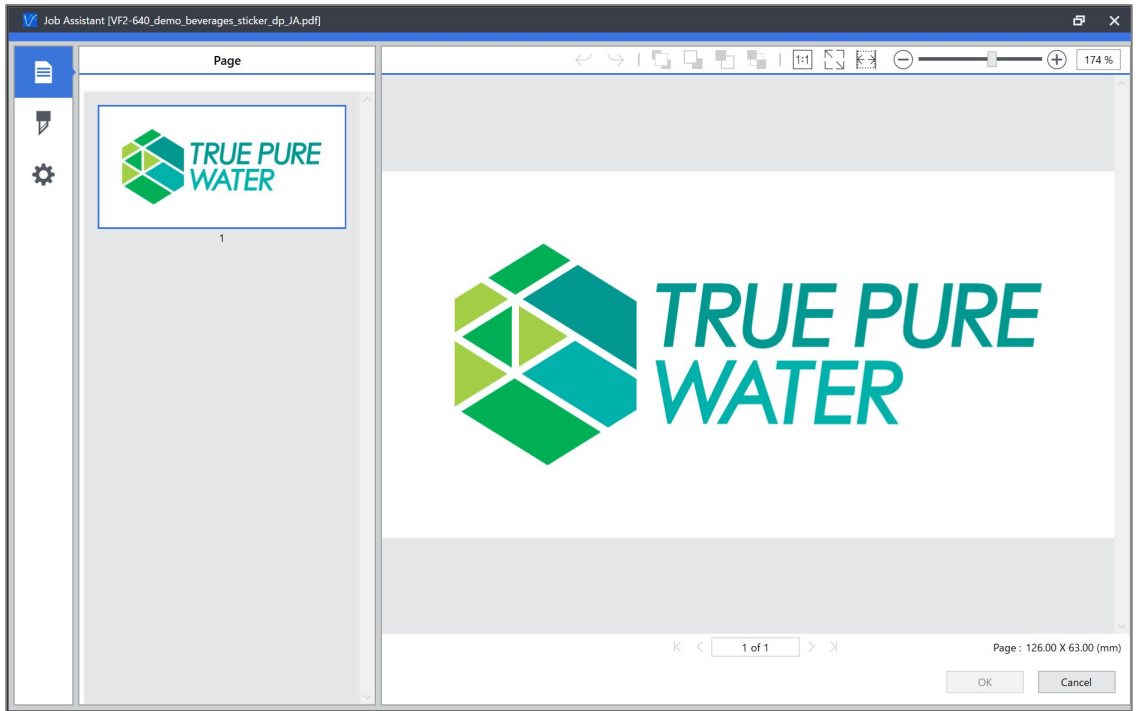 Job Assistant [VF2-640_demo_beverages_sticker_dp_JA.pdf]
Page
1:1
174 %
TRUE PURE
WATER
1
TRUE PURE
WATER
1 of 1
Page : 126.00 X 63.00 (mm)
OK
Cancel